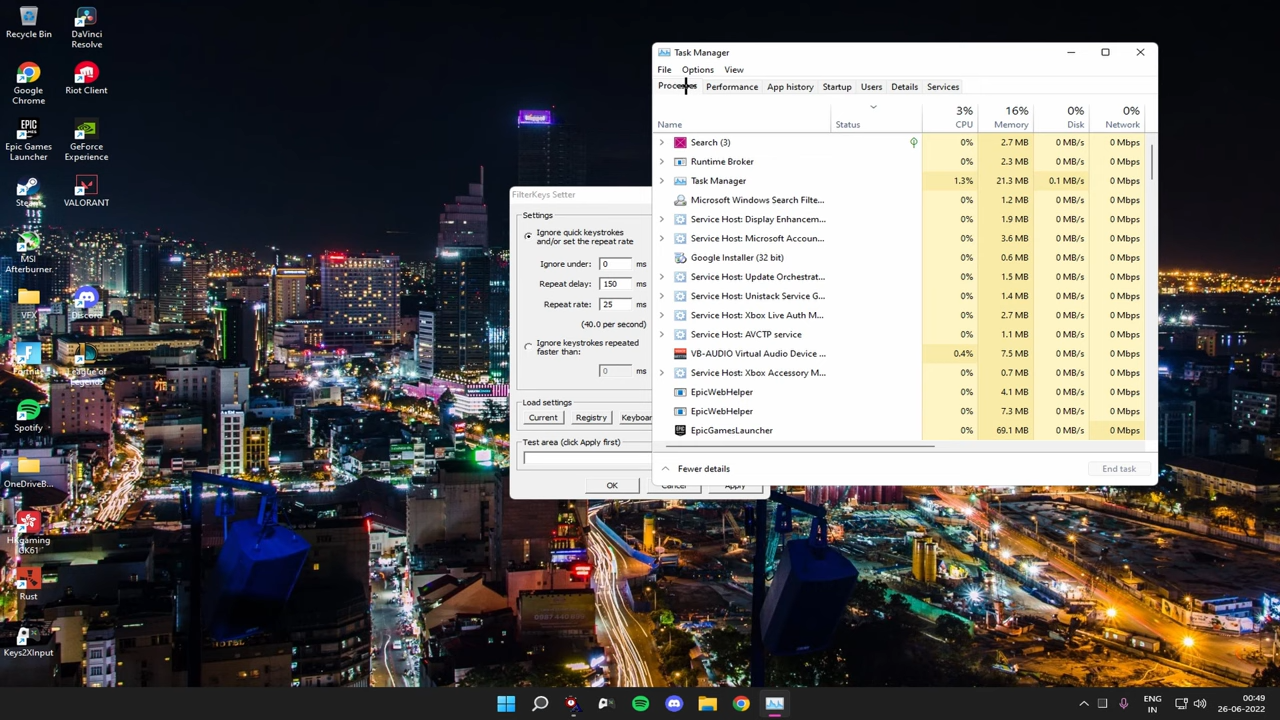 Recycle Bin
DaVinci
Resolve
Google
Chrome
Riot Client
Epic Games
Launcher
GeForce
Experience
Steam
VALORANT
MSI
Afterburner
VFX
Discord
Fortnite
League of
Legends
Spotify
OneDriveB...
HKgaming
GK61
Rust
Keys2XInput
FilterKeys Setter
Settings
Ignore quick keystrokes
and/or set the repeat rate
Ignore under: 0 ms
Repeat delay: 150 ms
Repeat rate: 25 ms
(40.0 per second)
Ignore keystrokes repeated
faster than:
0 ms
Load settings
Current Registry
Test area (click Apply first)
OK Cancel Apply
Task Manager
File Options View
Processes Performance App history Startup Users Details Services
3% 16% 0% 0%
Name Status CPU Memory Disk Network
Search (3) 0% 2.7 MB 0 MB/s 0 Mbps
Runtime Broker 0% 2.3 MB 0 MB/s 0 Mbps
Task Manager 1.3% 21.3 MB 0.1 MB/s 0 Mbps
Microsoft Windows Search Filte... 0% 1.2 MB 0 MB/s 0 Mbps
Service Host: Display Enhancem... 0% 1.9 MB 0 MB/s 0 Mbps
Service Host: Microsoft Accoun... 0% 3.6 MB 0 MB/s 0 Mbps
Google Installer (32 bit) 0% 0.6 MB 0 MB/s 0 Mbps
Service Host: Update Orchestrat... 0% 1.5 MB 0 MB/s 0 Mbps
Service Host: Unistack Service G... 0% 1.4 MB 0 MB/s 0 Mbps
Service Host: Xbox Live Auth M... 0% 2.7 MB 0 MB/s 0 Mbps
Service Host: AVCTP service 0% 1.1 MB 0 MB/s 0 Mbps
VB-AUDIO Virtual Audio Device ... 0.4% 7.5 MB 0 MB/s 0 Mbps
Service Host: Xbox Accessory M... 0% 0.7 MB 0 MB/s 0 Mbps
EpicWebHelper 0% 4.1 MB 0 MB/s 0 Mbps
EpicWebHelper 0% 7.3 MB 0 MB/s 0 Mbps
EpicGamesLauncher 0% 69.1 MB 0 MB/s 0 Mbps
Fewer details End task
ENG
IN
00:49
26-06-2022